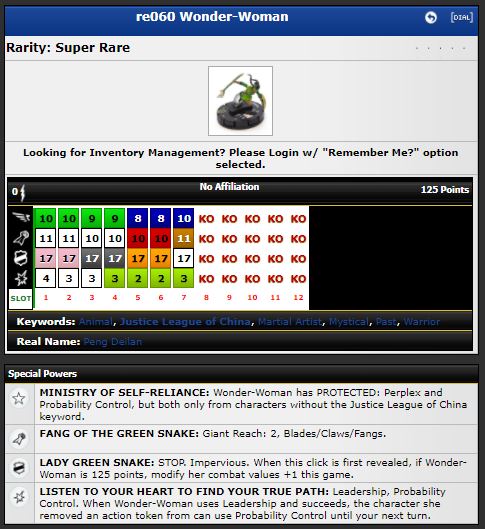 re060 Wonder-Woman
[DIAL]
Rarity: Super Rare
Looking for Inventory Management? Please Login w/ "Remember Me?" option
selected.
0
No Affiliation
125 Points
10 10 9 9 8 8 10 KO KO KO KO KO
11 11 10 10 10 10 11 KO KO KO KO KO
17 17 17 17 17 17 17 KO KO KO KO KO
4 3 3 3 2 2 3 KO KO KO KO KO
SLOT 1 2 3 4 5 6 7 8 9 10 11 12
Keywords: Animal, Justice League of China, Martial Artist, Mystical, Past, Warrior
Real Name: Peng Deilan
Special Powers
MINISTRY OF SELF-RELIANCE: Wonder-Woman has PROTECTED: Perplex and
Probability Control, but both only from characters without the Justice League of China
keyword.
FANG OF THE GREEN SNAKE: Giant Reach: 2, Blades/Claws/Fangs.
LADY GREEN SNAKE: STOP. Impervious. When this click is first revealed, if Wonder-
Woman is 125 points, modify her combat values +1 this game.
LISTEN TO YOUR HEART TO FIND YOUR TRUE PATH: Leadership, Probability
Control. When Wonder-Woman uses Leadership and succeeds, the character she
removed an action token from can use Probability Control until your next turn.